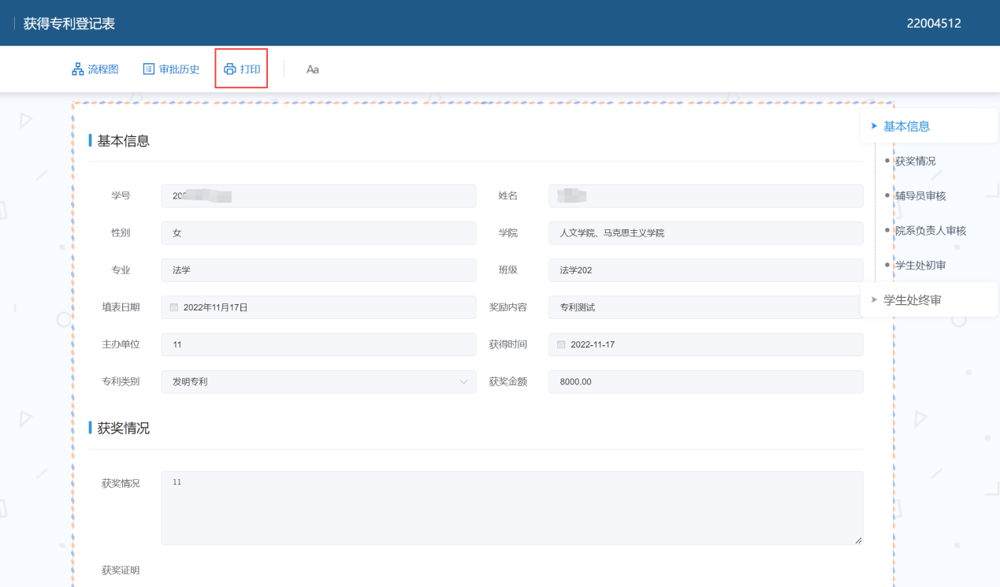 获得专利登记表 22004512
流程图 审批历史 打印 Aa
基本信息
学号 20 姓名
性别 女 学院 人文学院、马克思主义学院
专业 法学 班级 法学202
填表日期 2022年11月17日 奖励内容 专利测试
主办单位 11 获得时间 2022-11-17
专利类别 发明专利 获奖金额 8000.00
获奖情况
获奖情况 11
获奖证明
基本信息
获奖情况
辅导员审核
院系负责人审核
学生处初审
学生处终审